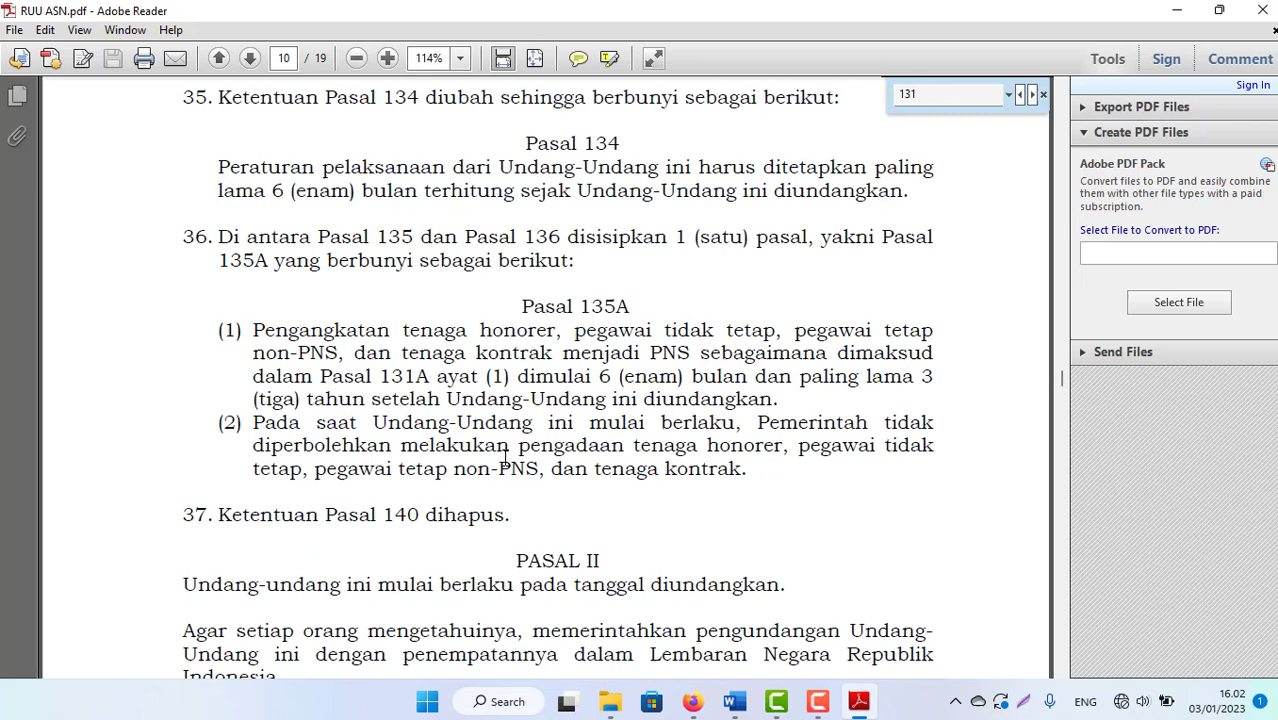 RUU ASN.pdf - Adobe Reader
File Edit View Window Help
10 / 19 114% Tools Sign Comment
131
Sign In
35. Ketentuan Pasal 134 diubah sehingga berbunyi sebagai berikut:
Pasal 134
Peraturan pelaksanaan dari Undang-Undang ini harus ditetapkan paling
lama 6 (enam) bulan terhitung sejak Undang-Undang ini diundangkan.
36. Di antara Pasal 135 dan Pasal 136 disisipkan 1 (satu) pasal, yakni Pasal
135A yang berbunyi sebagai berikut:
Pasal 135A
(1) Pengangkatan tenaga honorer, pegawai tidak tetap, pegawai tetap
non-PNS, dan tenaga kontrak menjadi PNS sebagaimana dimaksud
dalam Pasal 131A ayat (1) dimulai 6 (enam) bulan dan paling lama 3
(tiga) tahun setelah Undang-Undang ini diundangkan.
(2) Pada saat Undang-Undang ini mulai berlaku, Pemerintah tidak
diperbolehkan melakukan pengadaan tenaga honorer, pegawai tidak
tetap, pegawai tetap non-PNS, dan tenaga kontrak.
37. Ketentuan Pasal 140 dihapus.
PASAL II
Undang-undang ini mulai berlaku pada tanggal diundangkan.
Agar setiap orang mengetahuinya, memerintahkan pengundangan Undang-
Undang ini dengan penempatannya dalam Lembaran Negara Republik
Indonesia
Export PDF Files
Create PDF Files
Adobe PDF Pack
Convert files to PDF and easily combine
them with other file types with a paid
subscription.
Select File to Convert to PDF:
Select File
Send Files
Search
ENG
16.02
03/01/2023
1